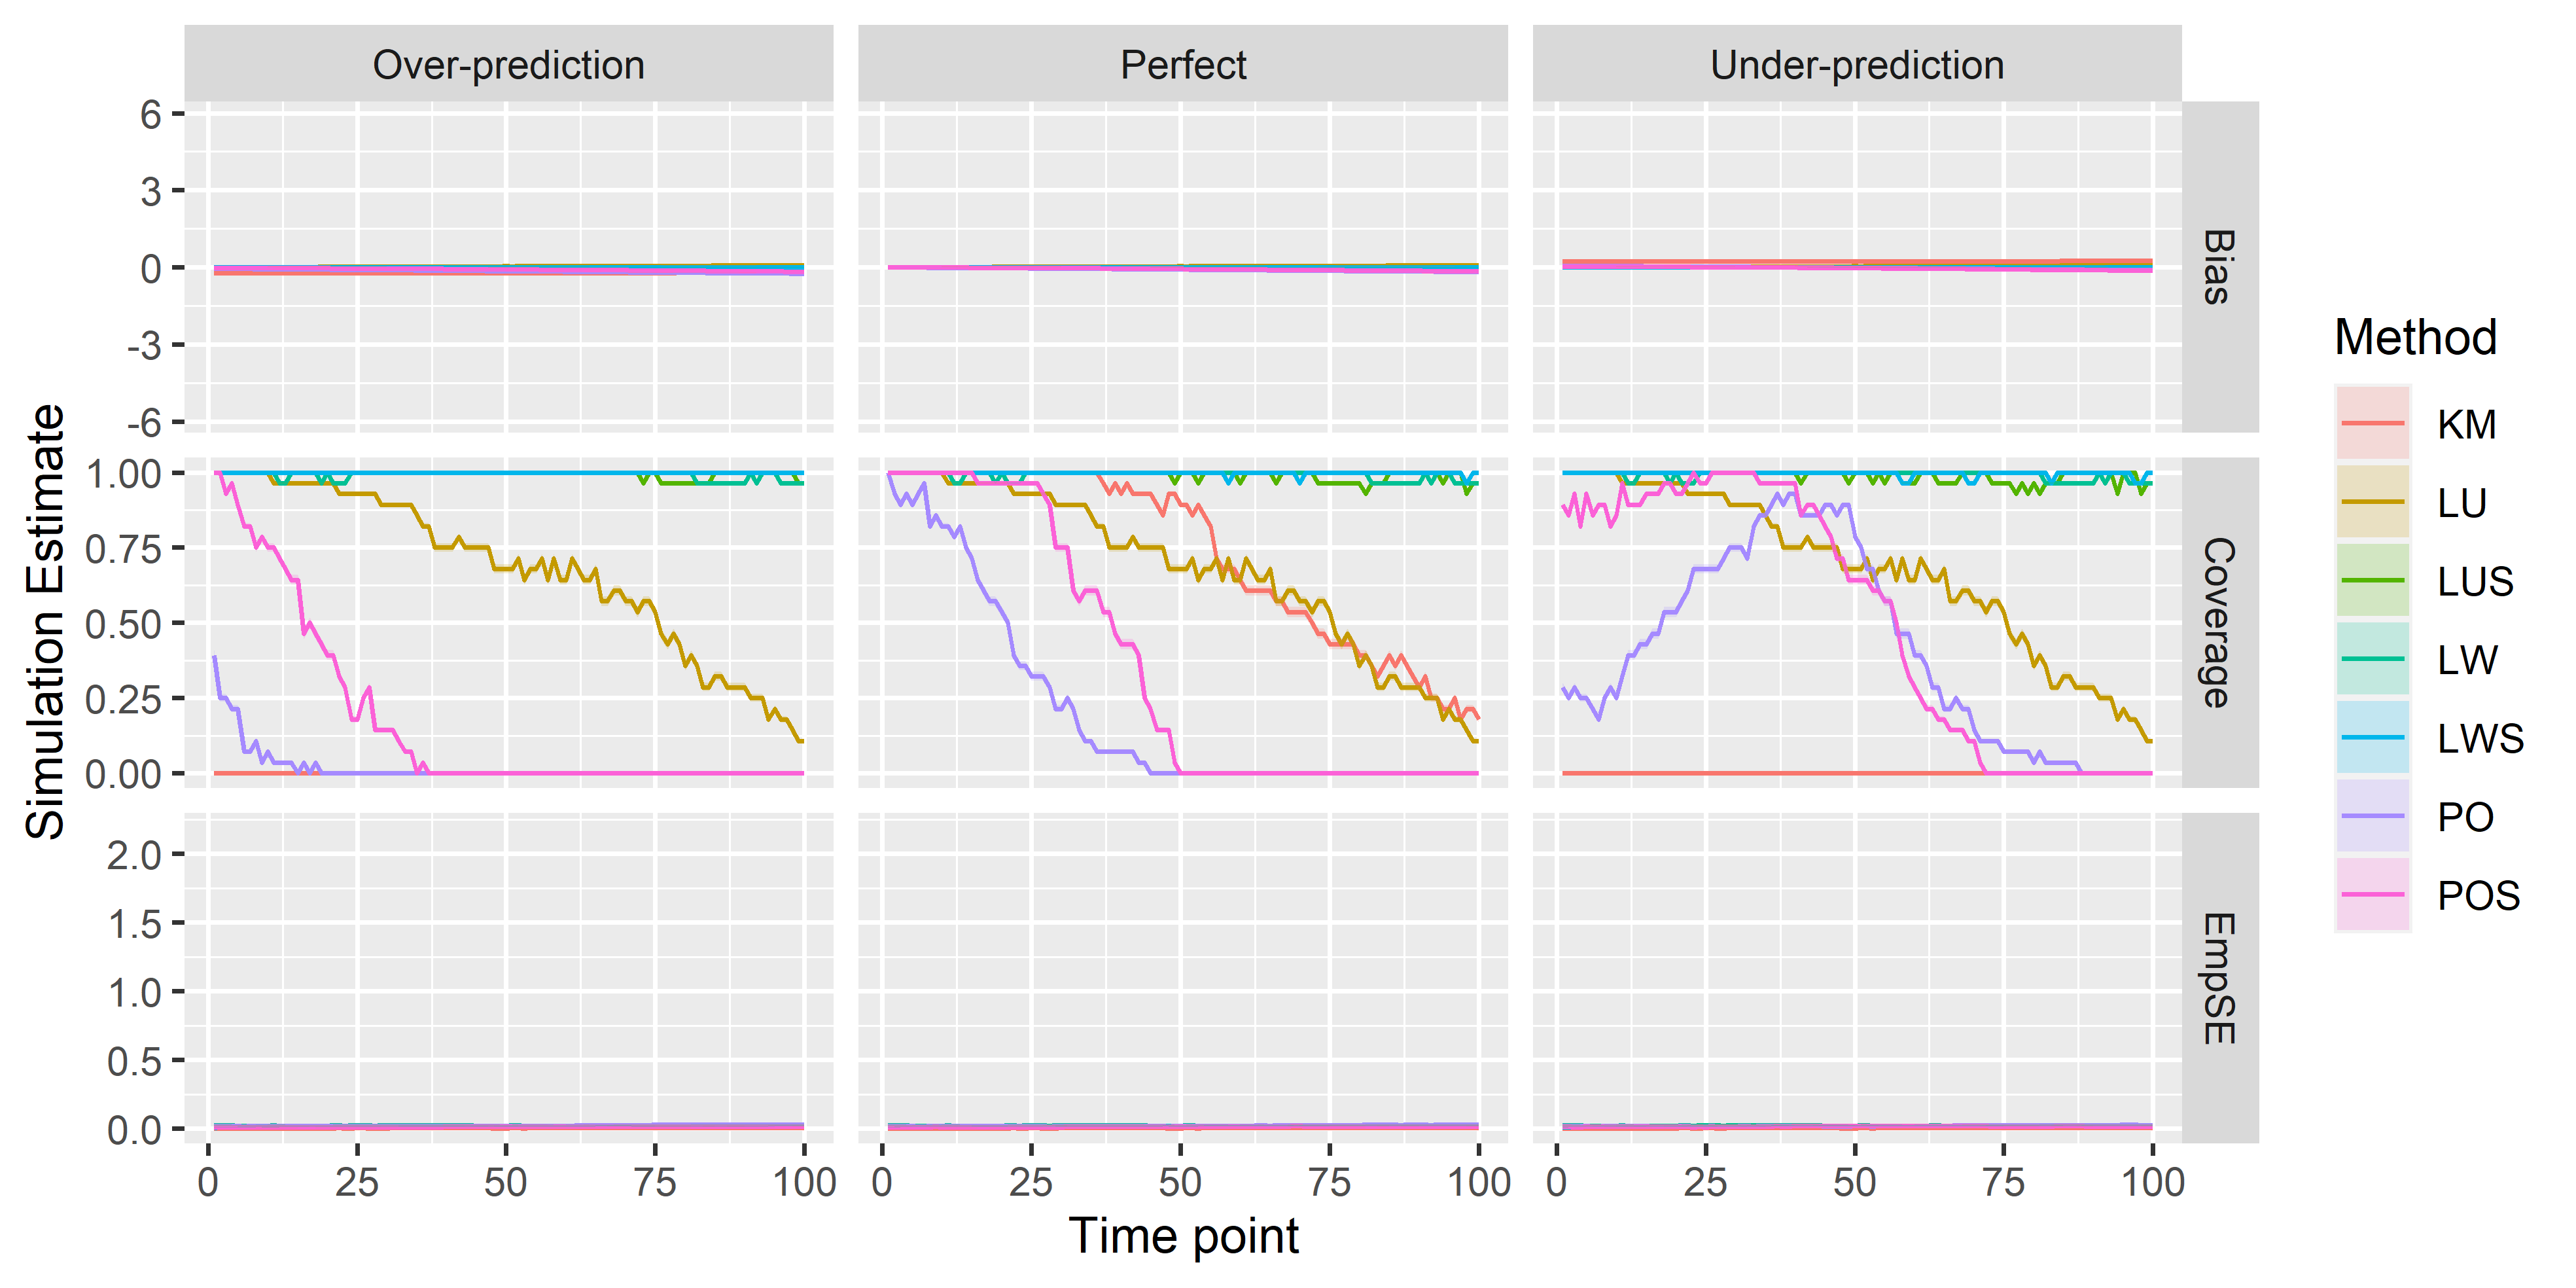 Over-prediction
Perfect
Under-prediction
6
3
0
-3
-6
Bias
1.00
0.75
0.50
0.25
0.00
Coverage
2.0
1.5
1.0
0.5
0.0
EmpSE
0 25 50 75 100
0 25 50 75 100
0 25 50 75 100
Time point
Simulation Estimate
Method
KM
LU
LUS
LW
LWS
PO
POS